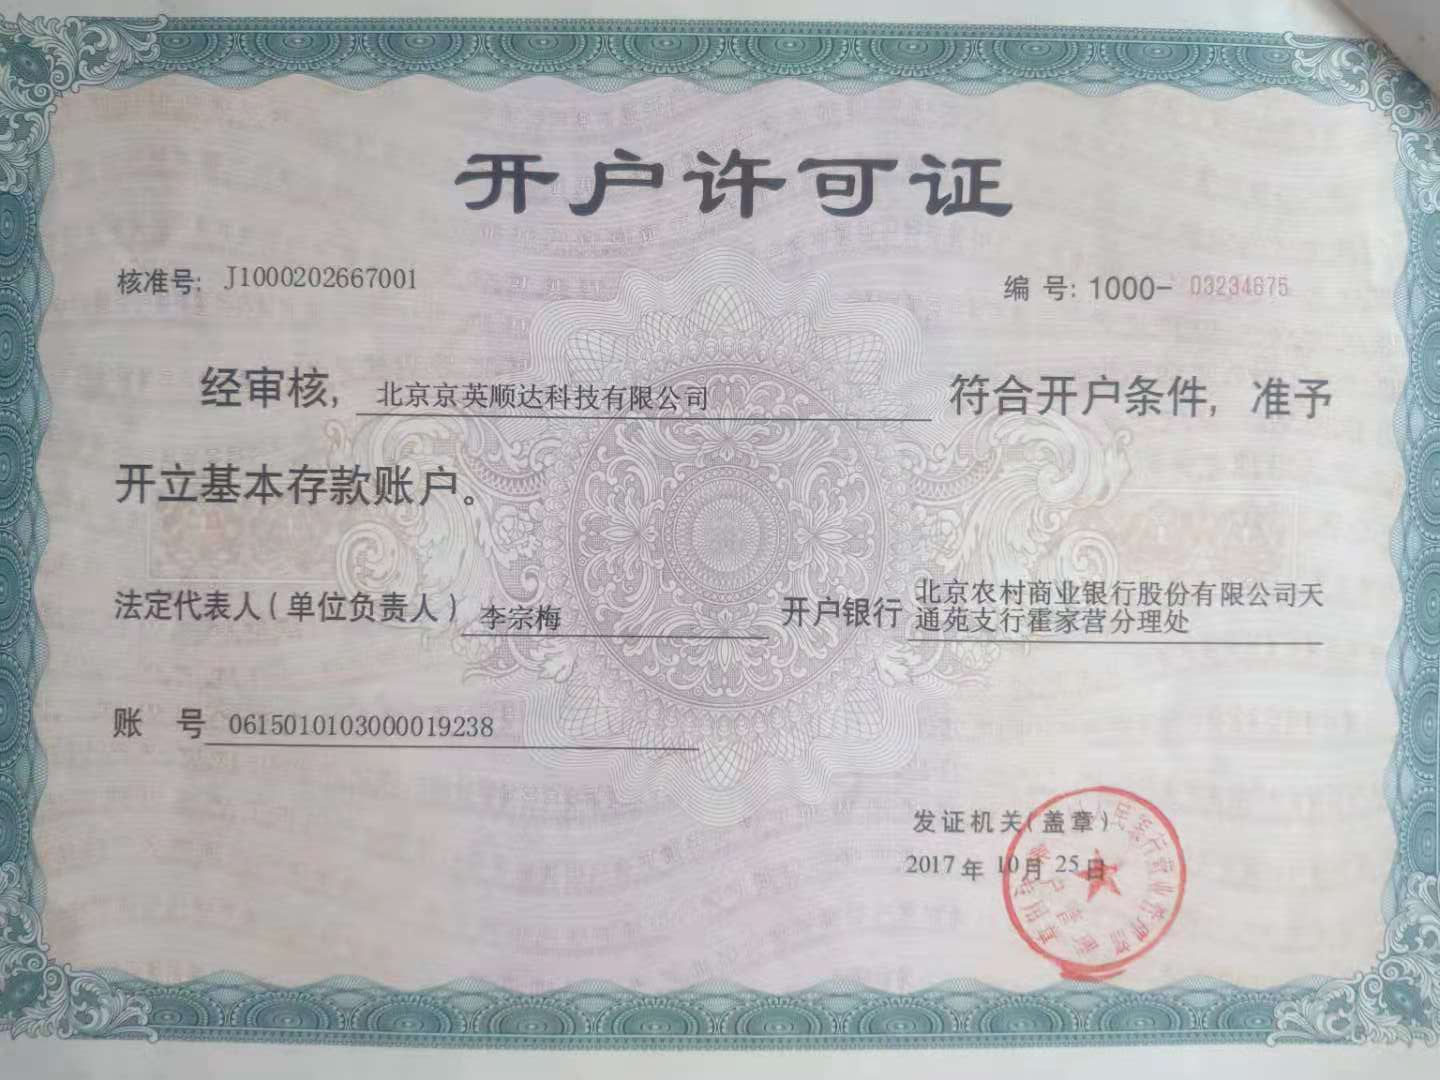 开户许可证
核准号: J1000202667001
编 号: 1000- 03234675
经审核, 北京京英顺达科技有限公司 符合开户条件, 准予
开立基本存款账户。
法定代表人(单位负责人) 李宗梅 开户银行 北京农村商业银行股份有限公司天
通苑支行霍家营分理处
账 号 0615010103000019238
发证机关(盖章)
2017 年 10 月 25 日